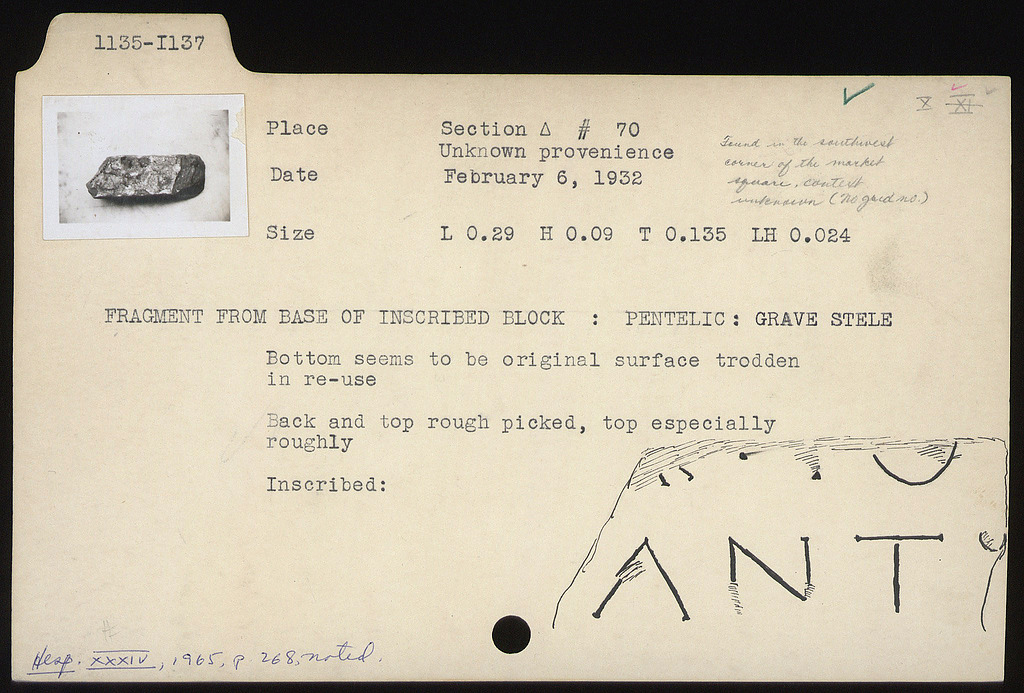 1135-I137
X XI
Place Section Δ # 70
Unknown provenience
Date February 6, 1932
Found in the southwest
corner of the market
square, context
unknown (No grid no.)
Size L 0.29 H 0.09 T 0.135 LH 0.024
FRAGMENT FROM BASE OF INSCRIBED BLOCK : PENTELIC: GRAVE STELE
Bottom seems to be original surface trodden
in re-use
Back and top rough picked, top especially
roughly
Inscribed:
ΛΝΤ
#
Hesp. XXXIV, 1965, p 268, noted.